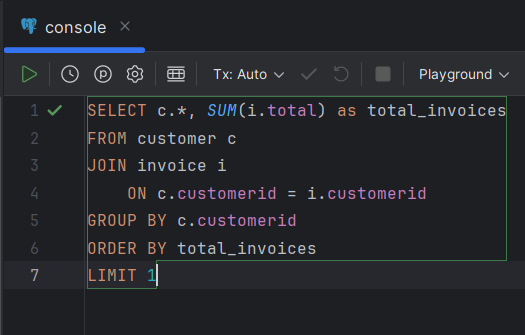 console
Tx: Auto
Playground
1 SELECT c.*, SUM(i.total) as total_invoices
2 FROM customer c
3 JOIN invoice i
4 ON c.customerid = i.customerid
5 GROUP BY c.customerid
6 ORDER BY total_invoices
7 LIMIT 1